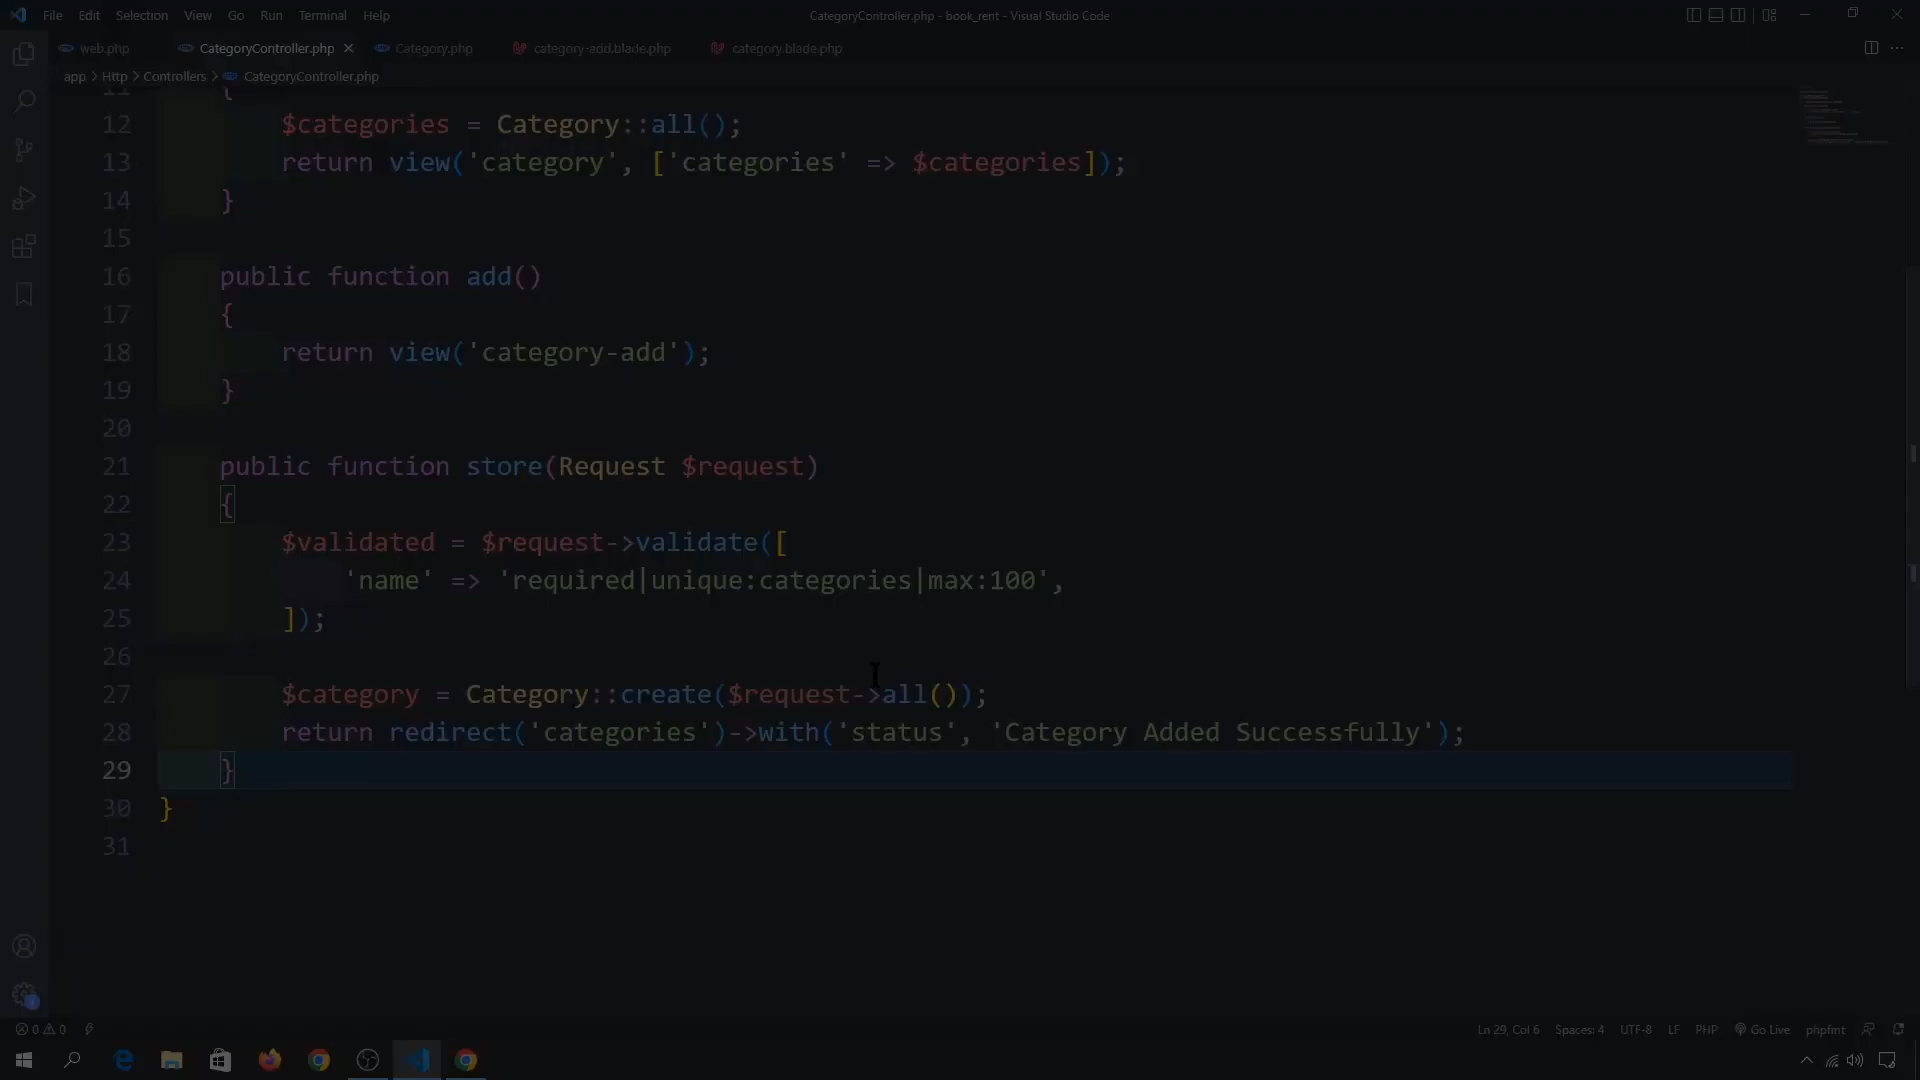 File Edit Selection View Go Run Terminal Help
CategoryController.php - book_rent - Visual Studio Code
web.php CategoryController.php Category.php category-add.blade.php category.blade.php
app > Http > Controllers > CategoryController.php
11 {
12 $categories = Category::all();
13 return view('category', ['categories' => $categories]);
14 }
15
16 public function add()
17 {
18 return view('category-add');
19 }
20
21 public function store(Request $request)
22 {
23 $validated = $request->validate([
24 'name' => 'required|unique:categories|max:100',
25 ]);
26
27 $category = Category::create($request->all());
28 return redirect('categories')->with('status', 'Category Added Successfully');
29 }
30 }
31
0 0 Ln 29, Col 6 Spaces: 4 UTF-8 LF PHP Go Live phpfmt